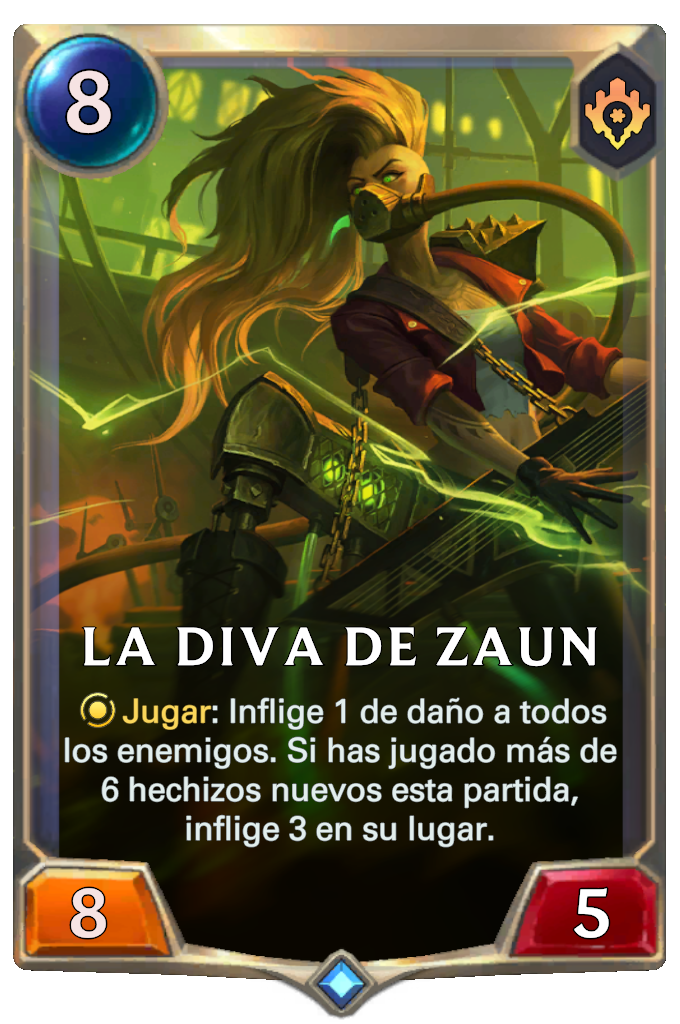 8
LA DIVA DE ZAUN
Jugar: Inflige 1 de daño a todos
los enemigos. Si has jugado más de
6 hechizos nuevos esta partida,
inflige 3 en su lugar.
8 5